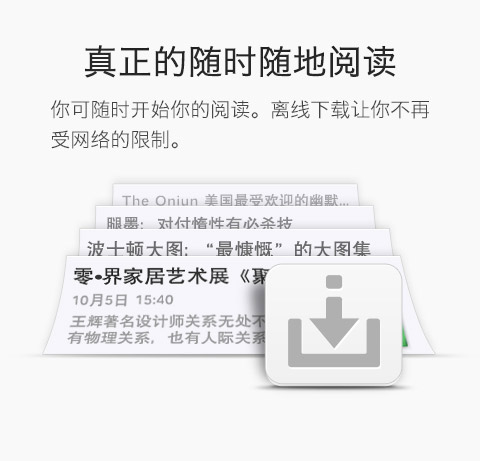 真正的随时随地阅读
你可随时开始你的阅读。离线下载让你不再
受网络的限制。
The Oniun 美国最受欢迎的幽默...
腿墨：对付惰性有必杀技
波士顿大图：“最慷慨”的大图集
零•界家居艺术展《聚
10月5日 15:40
王辉著名设计师关系无处不
有物理关系，也有人际关系